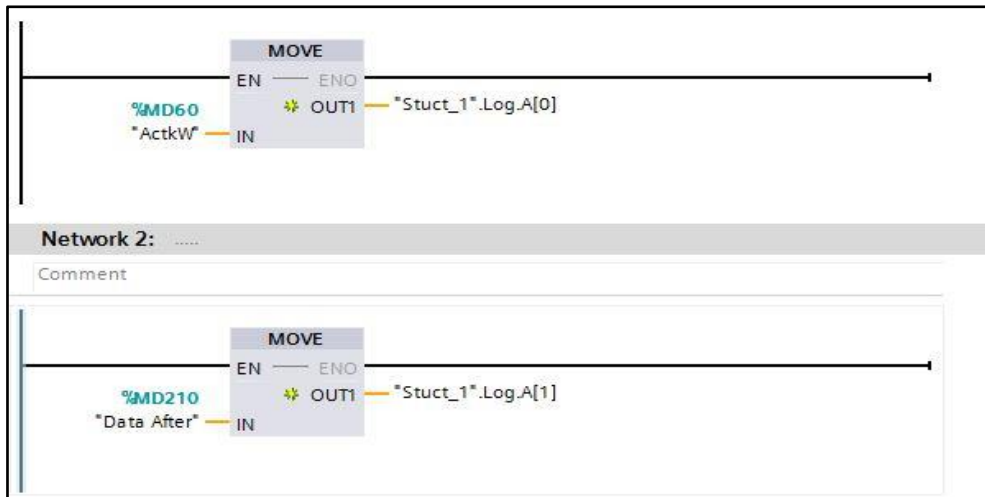 MOVE
EN ENO
%MD60 OUT1 "Stuct_1".Log.A[0]
"ActkW" IN
Network 2: .....
Comment
MOVE
EN ENO
%MD210 OUT1 "Stuct_1".Log.A[1]
"Data After" IN